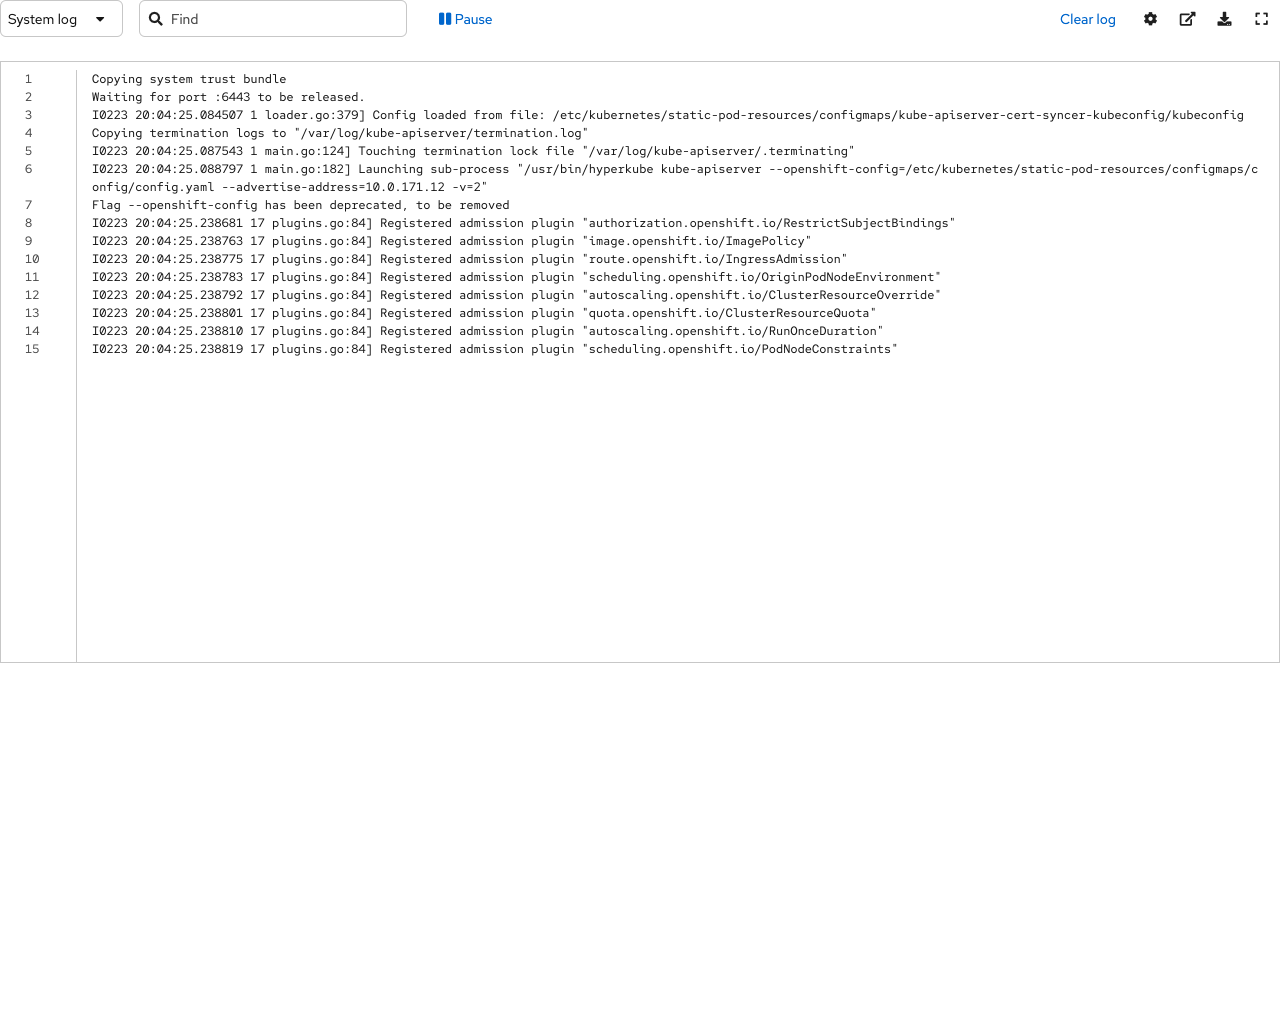 System log
Find
Pause
Clear log
1 Copying system trust bundle
2 Waiting for port :6443 to be released.
3 I0223 20:04:25.084507 1 loader.go:379] Config loaded from file: /etc/kubernetes/static-pod-resources/configmaps/kube-apiserver-cert-syncer-kubeconfig/kubeconfig
4 Copying termination logs to "/var/log/kube-apiserver/termination.log"
5 I0223 20:04:25.087543 1 main.go:124] Touching termination lock file "/var/log/kube-apiserver/.terminating"
6 I0223 20:04:25.088797 1 main.go:182] Launching sub-process "/usr/bin/hyperkube kube-apiserver --openshift-config=/etc/kubernetes/static-pod-resources/configmaps/c
onfig/config.yaml --advertise-address=10.0.171.12 -v=2"
7 Flag --openshift-config has been deprecated, to be removed
8 I0223 20:04:25.238681 17 plugins.go:84] Registered admission plugin "authorization.openshift.io/RestrictSubjectBindings"
9 I0223 20:04:25.238763 17 plugins.go:84] Registered admission plugin "image.openshift.io/ImagePolicy"
10 I0223 20:04:25.238775 17 plugins.go:84] Registered admission plugin "route.openshift.io/IngressAdmission"
11 I0223 20:04:25.238783 17 plugins.go:84] Registered admission plugin "scheduling.openshift.io/OriginPodNodeEnvironment"
12 I0223 20:04:25.238792 17 plugins.go:84] Registered admission plugin "autoscaling.openshift.io/ClusterResourceOverride"
13 I0223 20:04:25.238801 17 plugins.go:84] Registered admission plugin "quota.openshift.io/ClusterResourceQuota"
14 I0223 20:04:25.238810 17 plugins.go:84] Registered admission plugin "autoscaling.openshift.io/RunOnceDuration"
15 I0223 20:04:25.238819 17 plugins.go:84] Registered admission plugin "scheduling.openshift.io/PodNodeConstraints"